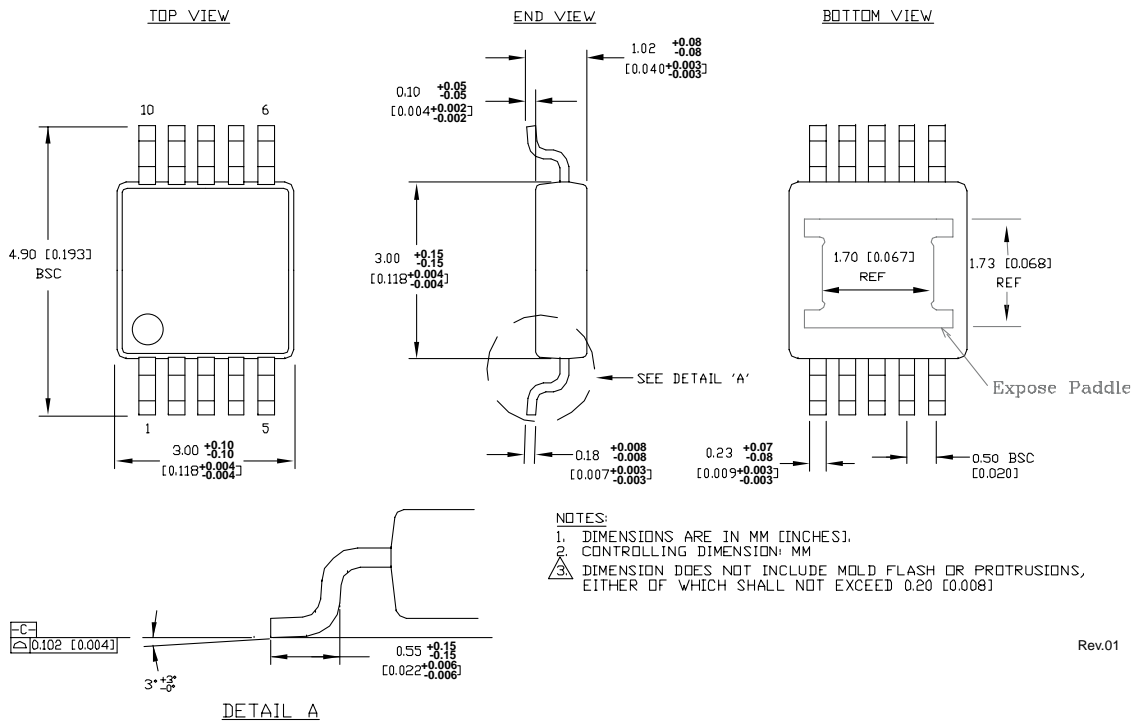 TOP VIEW
END VIEW
BOTTOM VIEW
1.02 +0.08 -0.08
[0.040+0.003 -0.003]
0.10 +0.05 -0.05
[0.004+0.002 -0.002]
10
6
4.90 [0.193]
BSC
3.00 +0.15 -0.15
[0.118+0.004 -0.004]
1.70 [0.067]
REF
1.73 [0.068]
REF
SEE DETAIL 'A'
Expose Paddle
1
5
3.00 +0.10 -0.10
[0.118+0.004 -0.004]
0.18 +0.008 -0.008
[0.007+0.003 -0.003]
0.23 +0.07 -0.08
[0.009+0.003 -0.003]
0.50 BSC
[0.020]
NOTES:
1. DIMENSIONS ARE IN MM [INCHES].
2. CONTROLLING DIMENSION: MM
3. DIMENSION DOES NOT INCLUDE MOLD FLASH OR PROTRUSIONS,
EITHER OF WHICH SHALL NOT EXCEED 0.20 [0.008]
-C-
0.102 [0.004]
3° +3° -0°
0.55 +0.15 -0.15
[0.022+0.006 -0.006]
Rev.01
DETAIL A